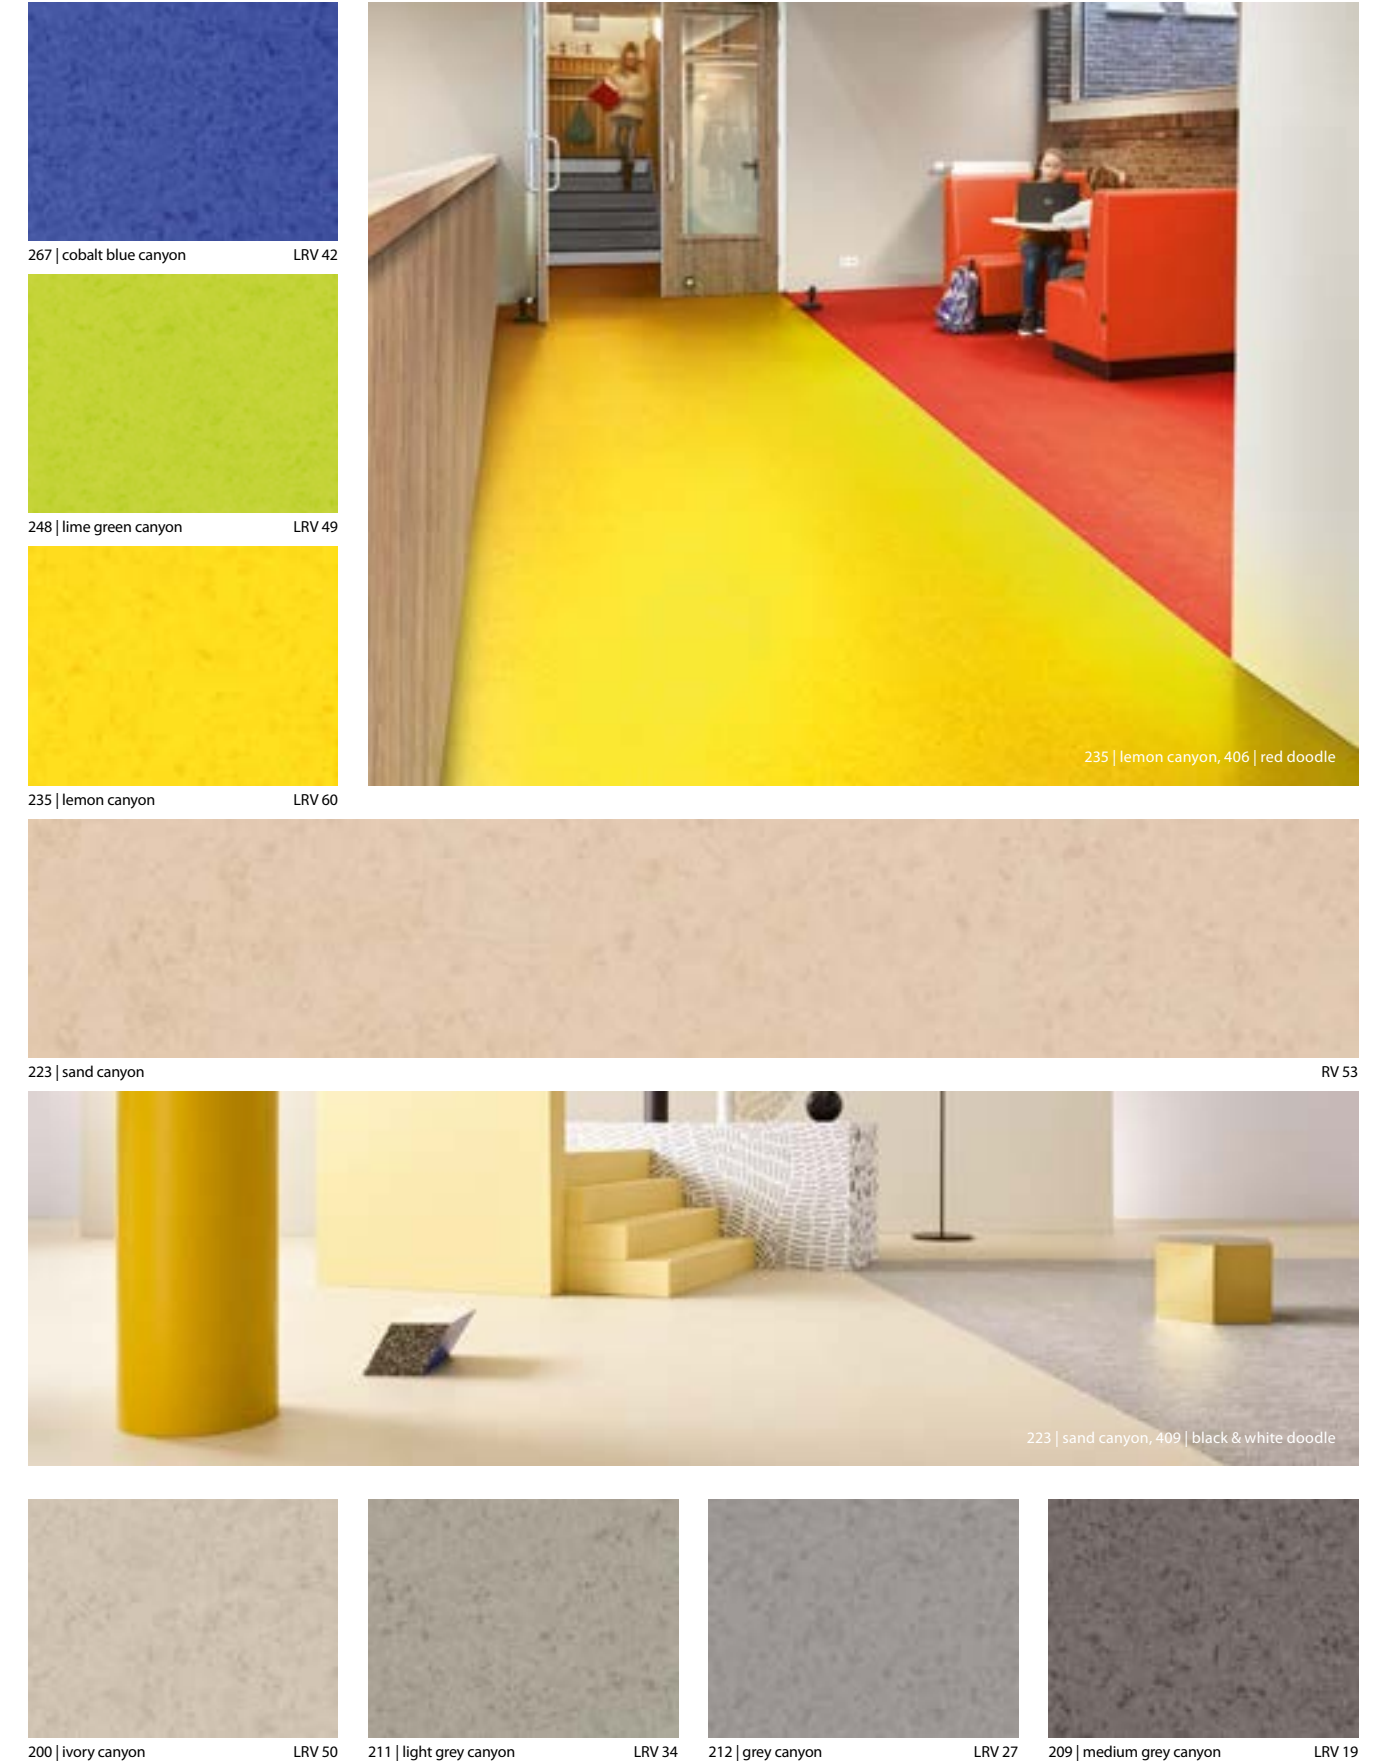 267 | cobalt blue canyon LRV 42
248 | lime green canyon LRV 49
235 | lemon canyon, 406 | red doodle
235 | lemon canyon LRV 60
223 | sand canyon RV 53
223 | sand canyon, 409 | black & white doodle
200 | ivory canyon LRV 50
211 | light grey canyon LRV 34
212 | grey canyon LRV 27
209 | medium grey canyon LRV 19